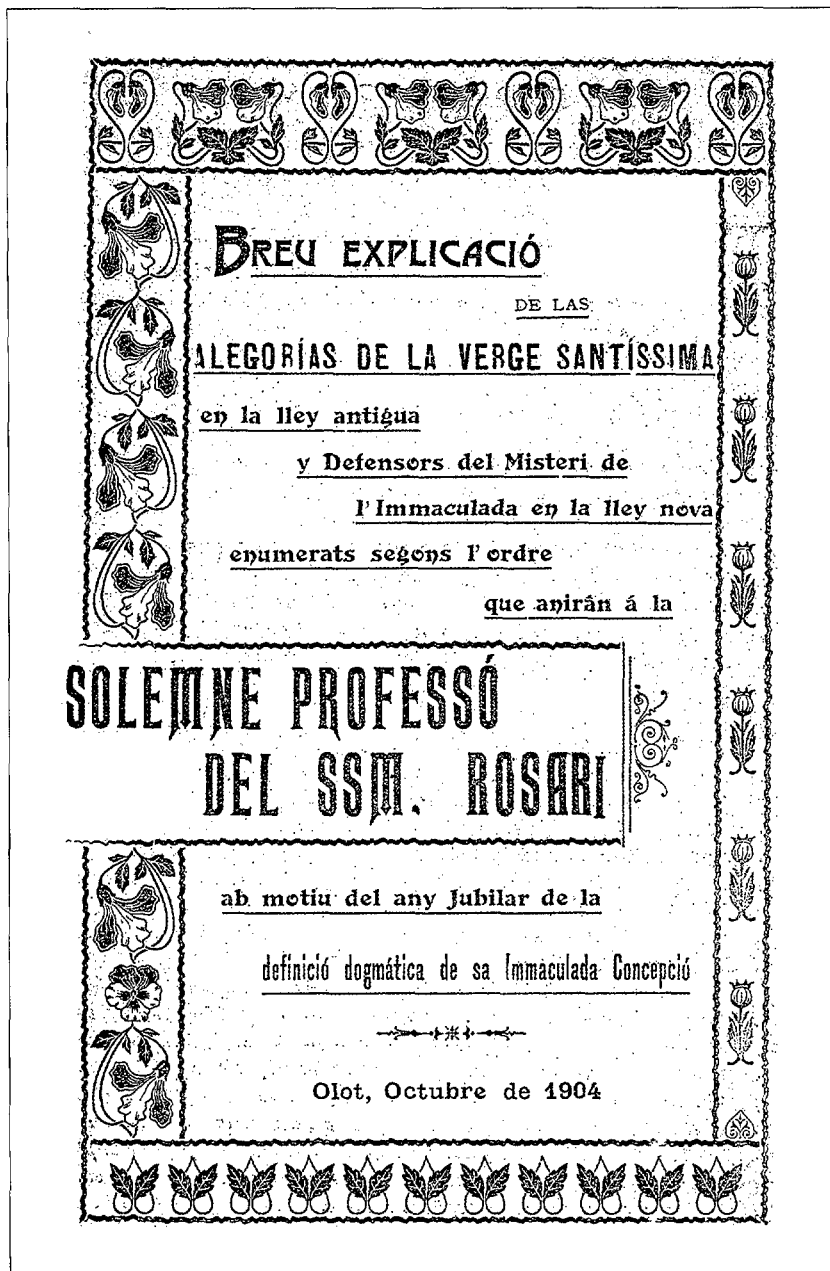 BREU EXPLICACIÓ
DE LAS
ALEGORÍAS DE LA VERGE SANTÍSSIMA
en la lley antigua
y Defensors del Misteri de
l'Immaculada en la lley nova
enumerats segons l'ordre
que anirán á la
SOLEMNE PROFESSÓ
DEL SSM. ROSARI
ab motiu del any Jubilar de la
definició dogmática de sa Immaculada Concepció
Olot, Octubre de 1904